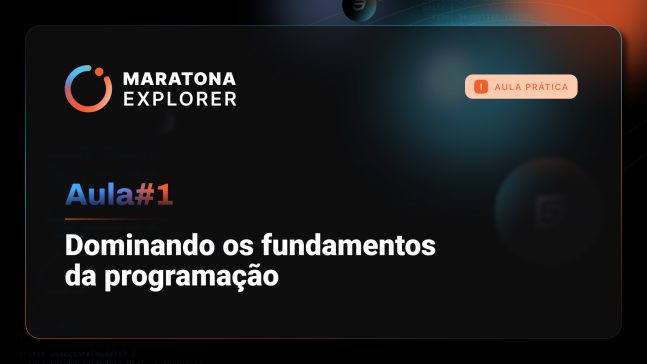 MARATONA
EXPLORER
! AULA PRÁTICA
Aula#1
Dominando os fundamentos
da programação